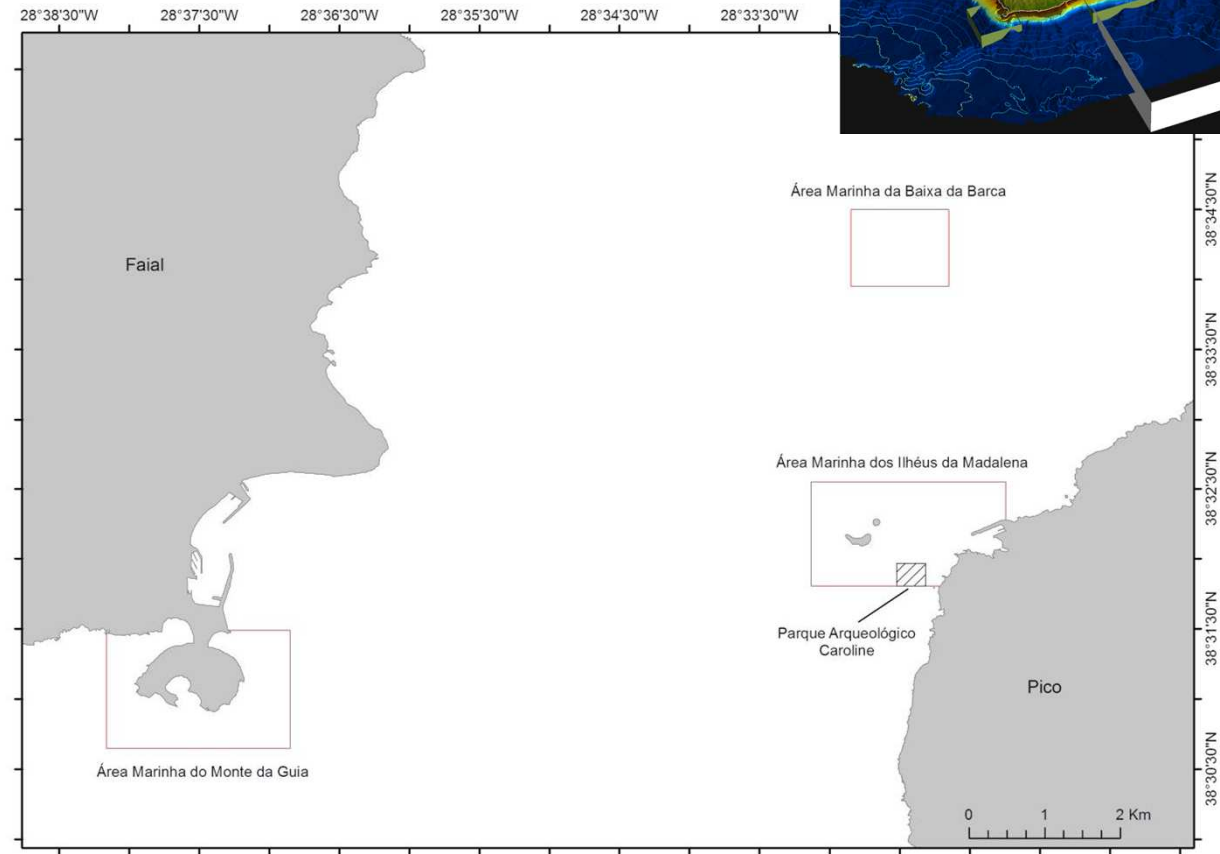 28°38'30"W 28°37'30"W 28°36'30"W 28°35'30"W 28°34'30"W 28°33'30"W
Área Marinha da Baixa da Barca
38°34'30"N
Faial
38°33'30"N
Área Marinha dos Ilhéus da Madalena
38°32'30"N
Parque Arqueológico
Caroline
38°31'30"N
Pico
Área Marinha do Monte da Guia
38°30'30"N
0 1 2 Km